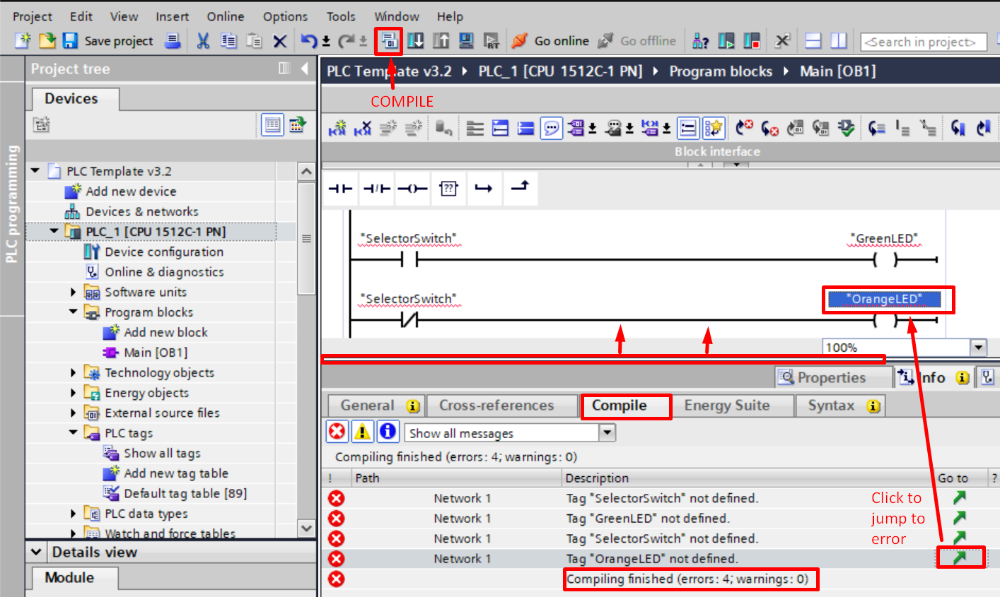 Project Edit View Insert Online Options Tools Window Help
Save project Go online Go offline <Search in project>
COMPILE
PLC programming
Project tree
Devices
PLC Template v3.2
Add new device
Devices & networks
PLC_1 [CPU 1512C-1 PN]
Device configuration
Online & diagnostics
Software units
Program blocks
Add new block
Main [OB1]
Technology objects
Energy objects
External source files
PLC tags
Show all tags
Add new tag table
Default tag table [89]
PLC data types
Watch and force tables
Details view
Module
PLC Template v3.2 PLC_1 [CPU 1512C-1 PN] Program blocks Main [OB1]
Block interface
??
"SelectorSwitch" "GreenLED"
"SelectorSwitch" "OrangeLED"
100%
Properties Info
General Cross-references Compile Energy Suite Syntax
Show all messages
Compiling finished (errors: 4; warnings: 0)
! Path Description Go to ?
Network 1 Tag "SelectorSwitch" not defined.
Network 1 Tag "GreenLED" not defined.
Network 1 Tag "SelectorSwitch" not defined.
Network 1 Tag "OrangeLED" not defined.
Compiling finished (errors: 4; warnings: 0)
Click to
jump to
error